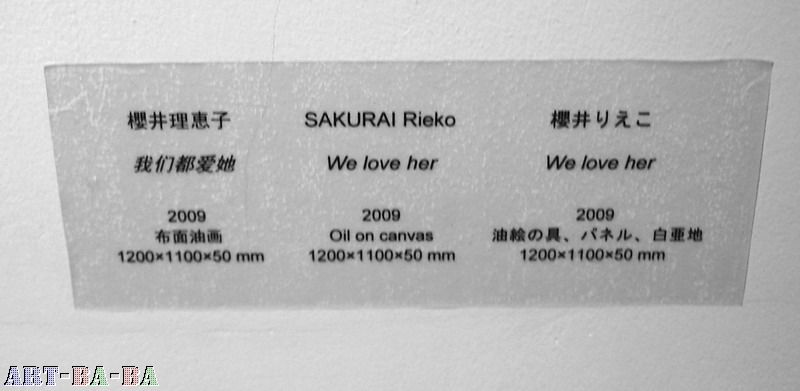 櫻井理恵子
我们都爱她
2009
布面油画
1200×1100×50 mm
SAKURAI Rieko
We love her
2009
Oil on canvas
1200×1100×50 mm
櫻井りえこ
We love her
2009
油絵の具、パネル、白亜地
1200×1100×50 mm
ART-BA-BA